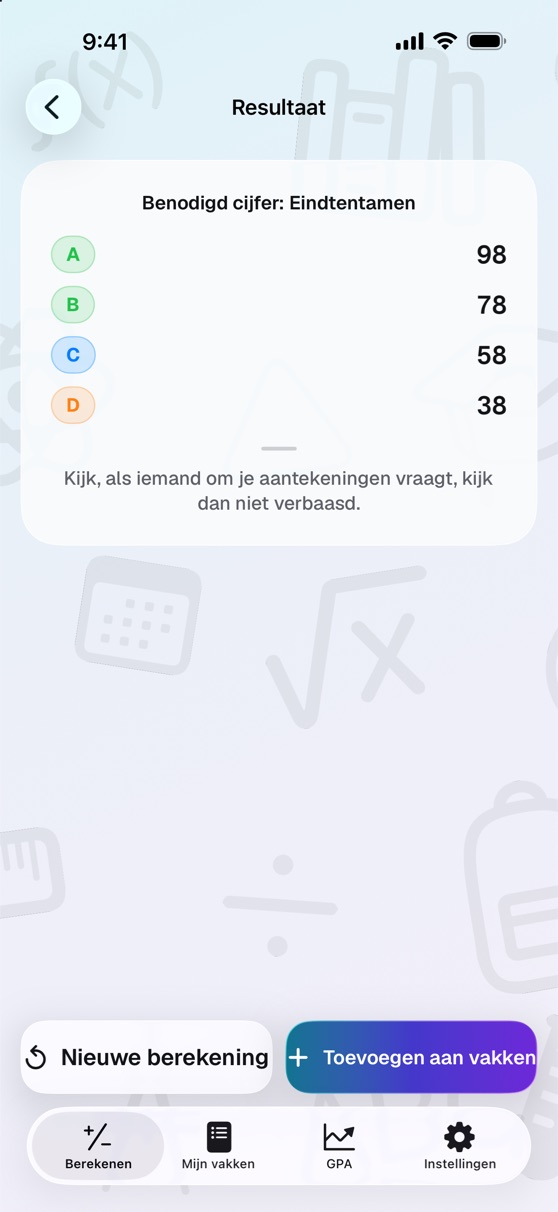 9:41
Resultaat
Benodigd cijfer: Eindtentamen
A 98
B 78
C 58
D 38
Kijk, als iemand om je aantekeningen vraagt, kijk
dan niet verbaasd.
Nieuwe berekening
Toevoegen aan vakken
Berekenen
Mijn vakken
GPA
Instellingen